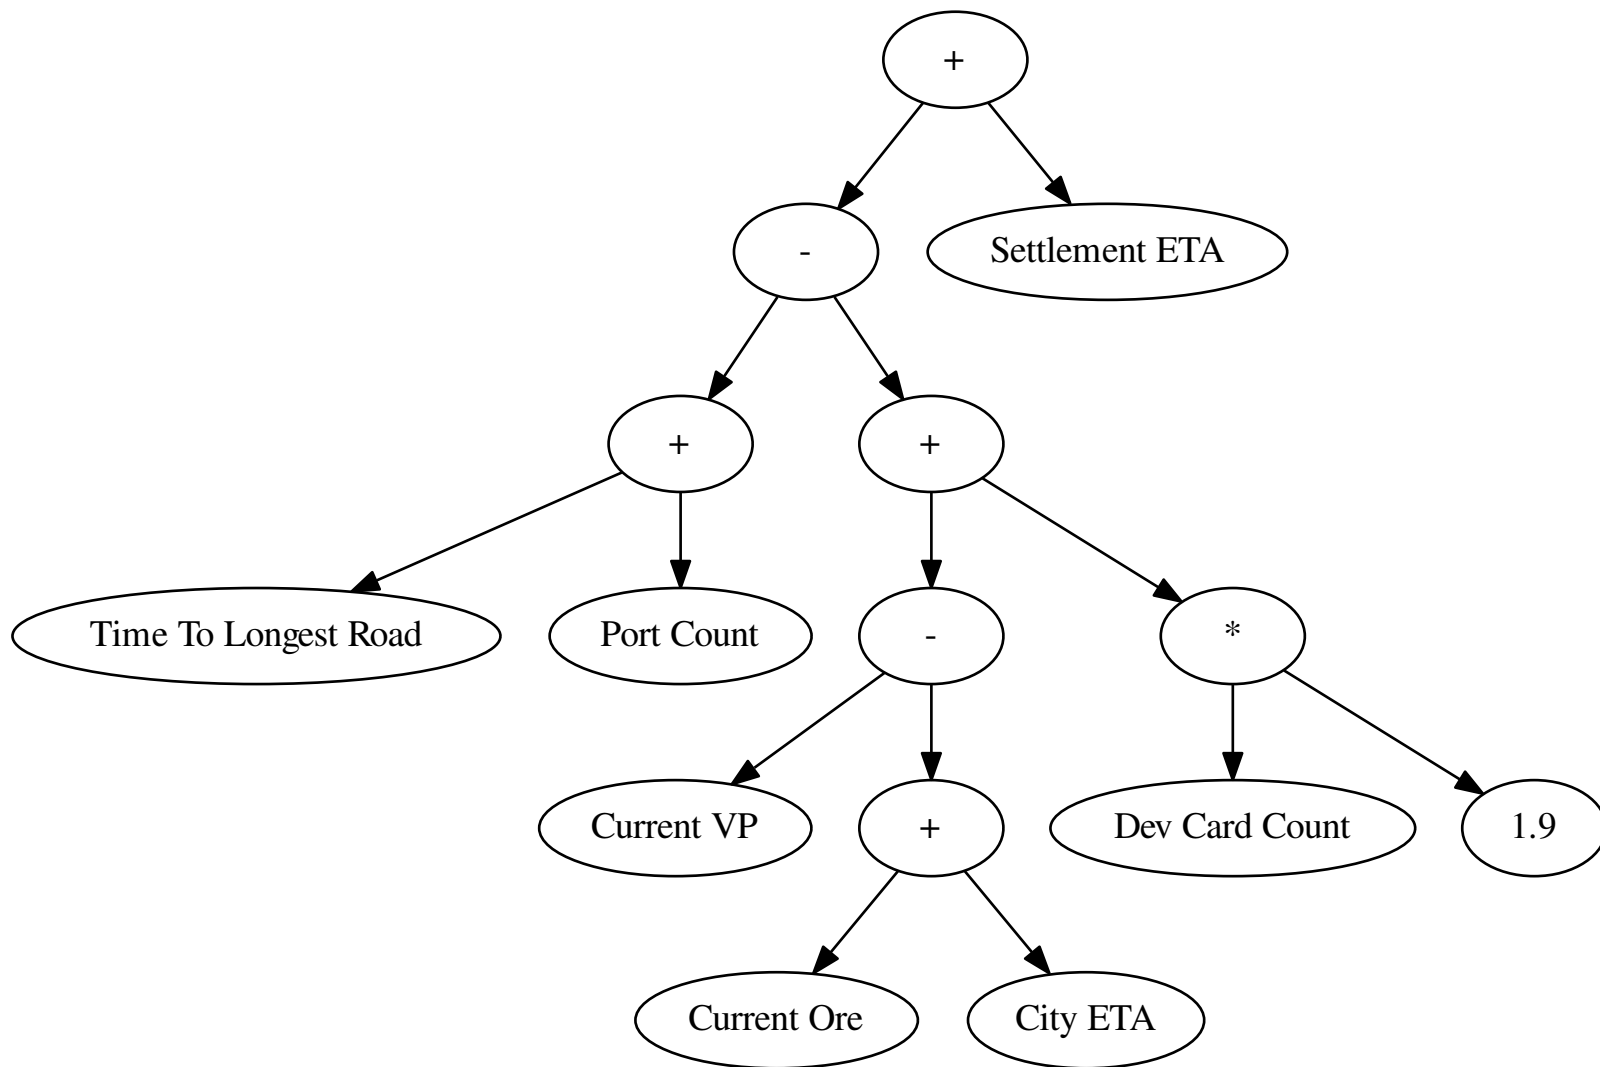 +
-
Settlement ETA
+
+
Time To Longest Road
Port Count
-
*
Current VP
+
Dev Card Count
1.9
Current Ore
City ETA